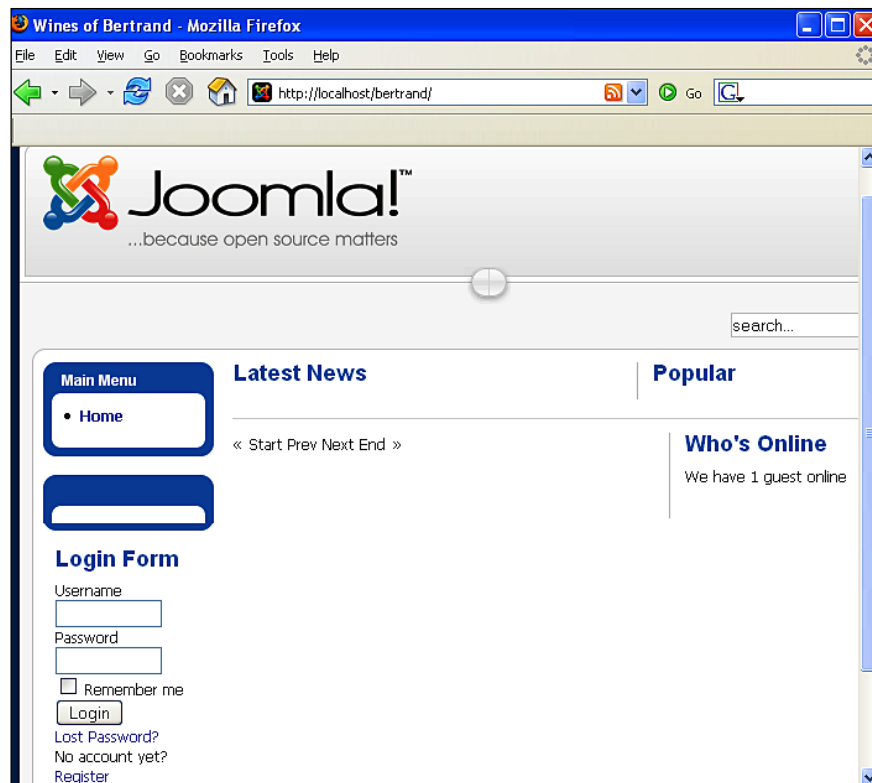 Wines of Bertrand - Mozilla Firefox
File Edit View Go Bookmarks Tools Help
http://localhost/bertrand/ Go G
Joomla!™
...because open source matters
search...
Main Menu
Latest News
Popular
• Home
« Start Prev Next End »
Who's Online
We have 1 guest online
Login Form
Username
Password
Remember me
Login
Lost Password?
No account yet?
Register